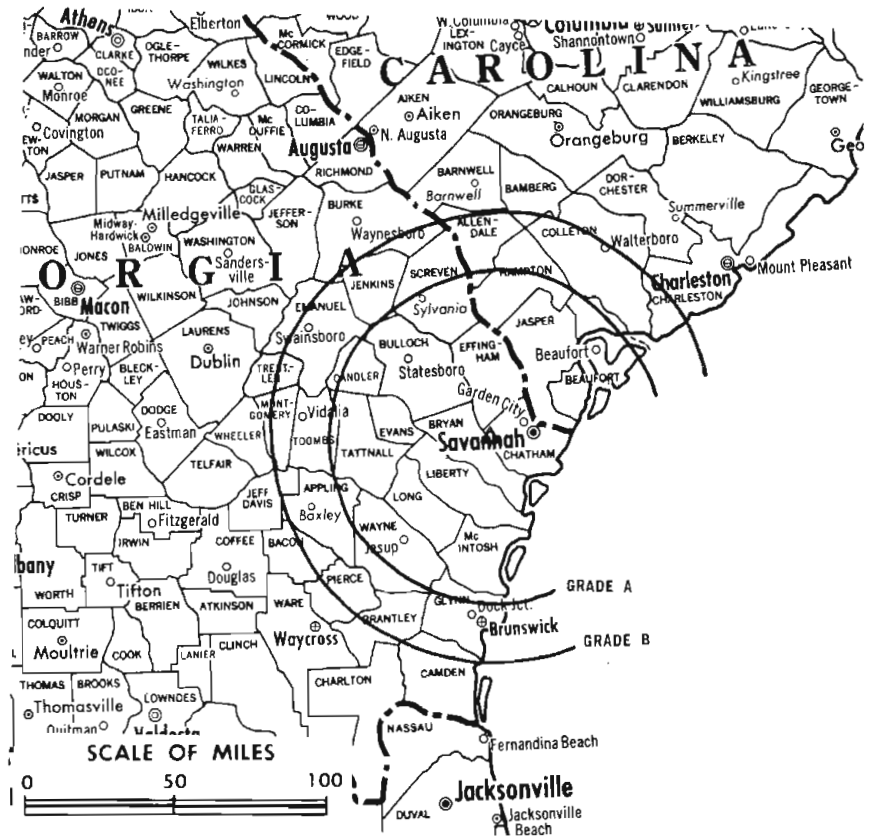 Athens
Elberton
Mc
CORMICK
EDGE-
FIELD
LEX-
INGTON
Cayce
Columbia
Shannontown
BARROW
CLARKE
OCO-
NEE
OGLE-
THORPE
WILKES
Washington
LINCOLN
CAROLINA
Kingstree
WALTON
Monroe
GREENE
MORGAN
Covington
TALIA-
FERRO
Mc
DUFFIE
CO-
LUMBIA
AIKEN
Aiken
N. Augusta
Augusta
CALHOUN
CLARENDON
WILLIAMSBURG
GEORGE-
TOWN
ORANGEBURG
Orangeburg
BERKELEY
WARREN
RICHMOND
JASPER
PUTNAM
HANCOCK
GLAS-
COCK
BARNWELL
Barnwell
BAMBERG
DOR-
CHESTER
Summerville
Milledgeville
Midway-
Hardwick
BALDWIN
JEFFER-
SON
BURKE
Waynesboro
ALLEN-
DALE
COLLETON
Walterboro
JONES
WASHINGTON
Sanders-
ville
ORGIA
SCREVEN
HAMPTON
Charleston
CHARLESTON
Mount Pleasant
BIBB
Macon
WILKINSON
JOHNSON
JENKINS
EMANUEL
Sylvania
JASPER
TWIGGS
PEACH
Warner Robins
LAURENS
Dublin
Swainsboro
BULLOCH
Statesboro
EFFING-
HAM
Beaufort
BEAUFORT
Perry
HOUS-
TON
BLECK-
LEY
TREUT-
LEN
CANDLER
Garden City
DOOLY
PULASKI
DODGE
Eastman
WHEELER
MONT-
GOMERY
Vidalia
TOOMBS
EVANS
BRYAN
Savannah
CHATHAM
WILCOX
TELFAIR
TATTNALL
LIBERTY
Cordele
CRISP
JEFF
DAVIS
APPLING
Baxley
LONG
TURNER
BEN HILL
Fitzgerald
IRWIN
COFFEE
BACON
WAYNE
Jesup
Mc
INTOSH
TIFT
Tifton
WORTH
Douglas
PIERCE
GRADE A
BERRIEN
ATKINSON
WARE
GLYNN
Dock Jct.
COLQUITT
Moultrie
Waycross
BRANTLEY
Brunswick
COOK
LANIER
CLINCH
GRADE B
THOMAS
BROOKS
CHARLTON
CAMDEN
Thomasville
LOWNDES
Quitman
NASSAU
Fernandina Beach
SCALE OF MILES
0 50 100
Jacksonville
DUVAL
Jacksonville
Beach